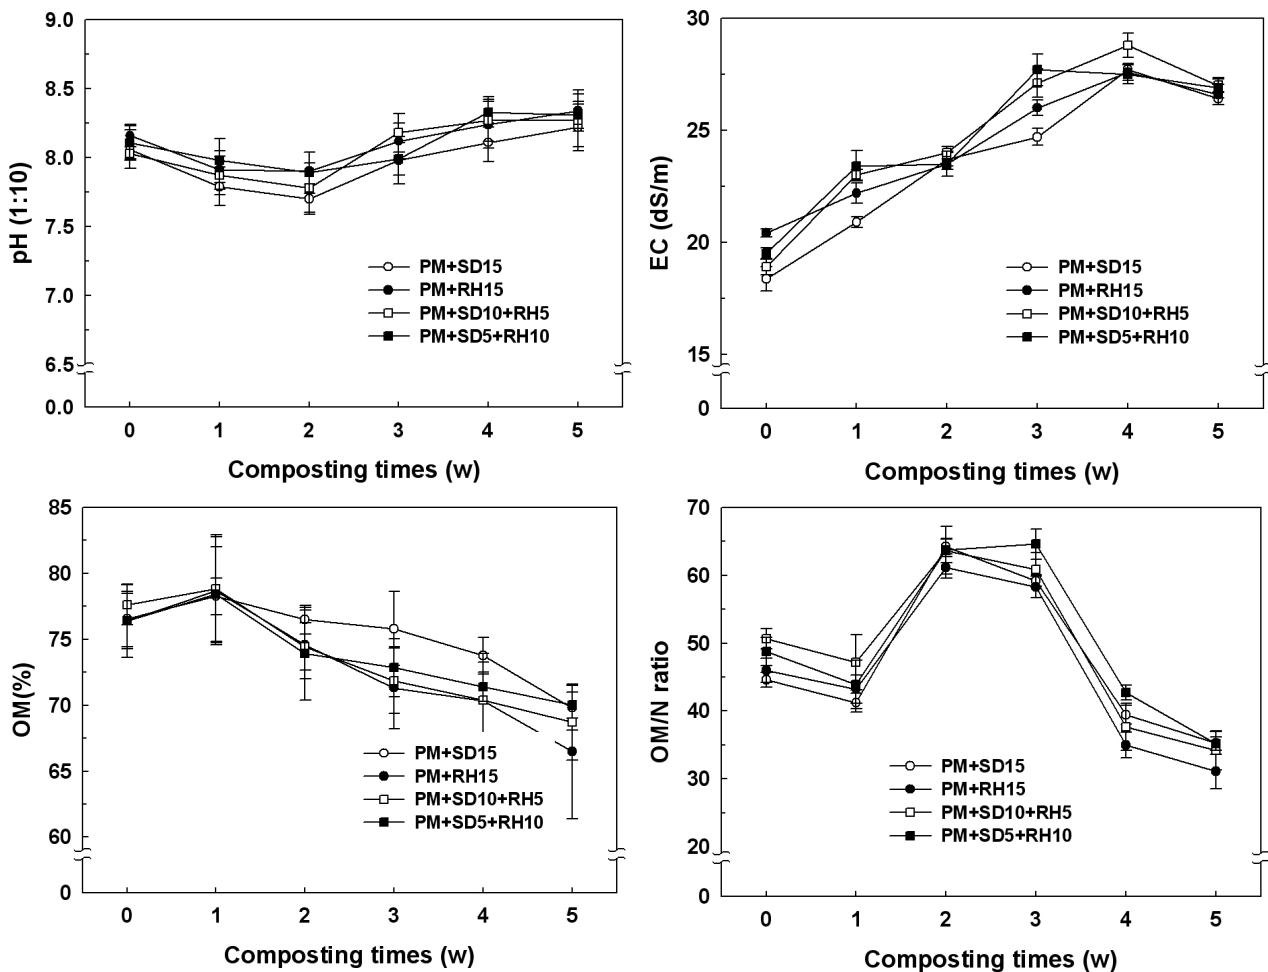 pH (1:10)
9.0
8.5
8.0
7.5
7.0
6.5
0.0
PM+SD15
PM+RH15
PM+SD10+RH5
PM+SD5+RH10
0 1 2 3 4 5
Composting times (w)
EC (dS/m)
30
25
20
15
0
PM+SD15
PM+RH15
PM+SD10+RH5
PM+SD5+RH10
0 1 2 3 4 5
Composting times (w)
OM(%)
85
80
75
70
65
60
0
PM+SD15
PM+RH15
PM+SD10+RH5
PM+SD5+RH10
0 1 2 3 4 5
Composting times (w)
OM/N ratio
70
60
50
40
30
20
0
PM+SD15
PM+RH15
PM+SD10+RH5
PM+SD5+RH10
0 1 2 3 4 5
Composting times (w)